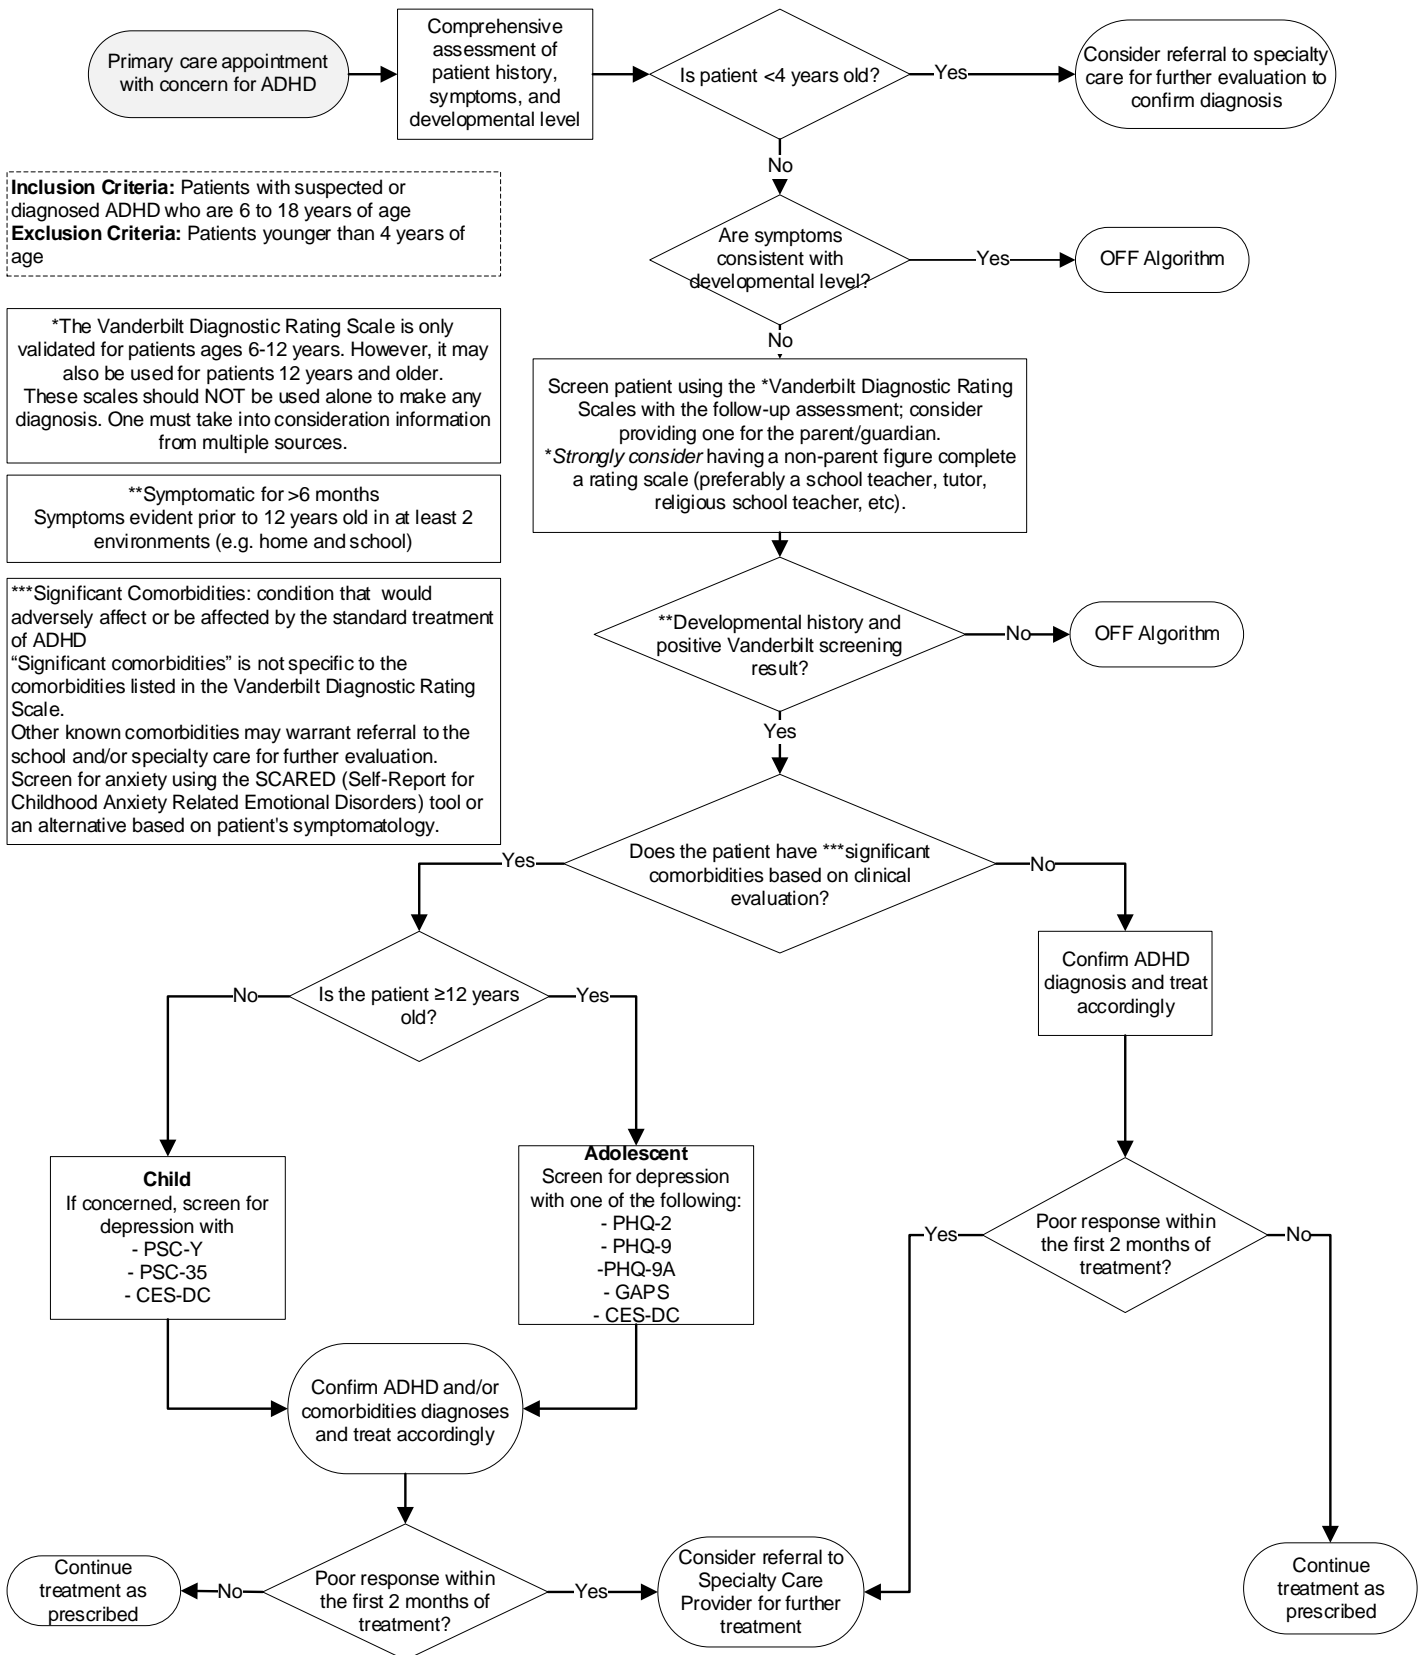 Primary care appointment
with concern for ADHD
Comprehensive
assessment of
patient history,
symptoms, and
developmental level
Is patient <4 years old?
Yes
Consider referral to specialty
care for further evaluation to
confirm diagnosis
No
Inclusion Criteria: Patients with suspected or
diagnosed ADHD who are 6 to 18 years of age
Exclusion Criteria: Patients younger than 4 years of
age
Are symptoms
consistent with
developmental level?
Yes
OFF Algorithm
No
*The Vanderbilt Diagnostic Rating Scale is only
validated for patients ages 6-12 years. However, it may
also be used for patients 12 years and older.
These scales should NOT be used alone to make any
diagnosis. One must take into consideration information
from multiple sources.
Screen patient using the *Vanderbilt Diagnostic Rating
Scales with the follow-up assessment; consider
providing one for the parent/guardian.
*Strongly consider having a non-parent figure complete
a rating scale (preferably a school teacher, tutor,
religious school teacher, etc).
**Symptomatic for >6 months
Symptoms evident prior to 12 years old in at least 2
environments (e.g. home and school)
***Significant Comorbidities: condition that would
adversely affect or be affected by the standard treatment
of ADHD
“Significant comorbidities” is not specific to the
comorbidities listed in the Vanderbilt Diagnostic Rating
Scale.
Other known comorbidities may warrant referral to the
school and/or specialty care for further evaluation.
Screen for anxiety using the SCARED (Self-Report for
Childhood Anxiety Related Emotional Disorders) tool or
an alternative based on patient's symptomatology.
**Developmental history and
positive Vanderbilt screening
result?
No
OFF Algorithm
Yes
Does the patient have ***significant
comorbidities based on clinical
evaluation?
Yes
No
Is the patient ≥12 years
old?
No
Yes
Confirm ADHD
diagnosis and treat
accordingly
Child
If concerned, screen for
depression with
- PSC-Y
- PSC-35
- CES-DC
Adolescent
Screen for depression
with one of the following:
- PHQ-2
- PHQ-9
-PHQ-9A
- GAPS
- CES-DC
Poor response within
the first 2 months of
treatment?
Yes
No
Confirm ADHD and/or
comorbidities diagnoses
and treat accordingly
Continue
treatment as
prescribed
No
Poor response within
the first 2 months of
treatment?
Yes
Consider referral to
Specialty Care
Provider for further
treatment
Continue
treatment as
prescribed